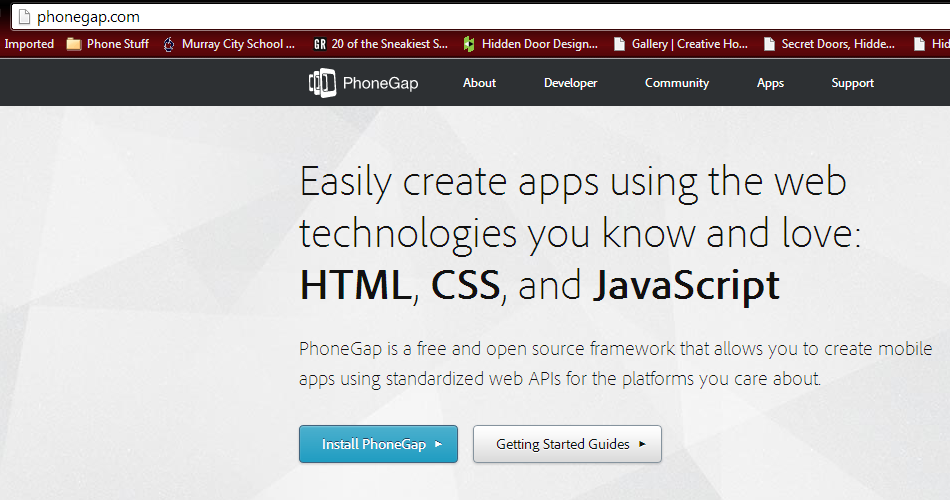 phonegap.com
Imported Phone Stuff Murray City School ... GR 20 of the Sneakiest S... Hidden Door Design... Gallery | Creative Ho... Secret Doors, Hidde... Hid
PhoneGap About Developer Community Apps Support
Easily create apps using the web
technologies you know and love:
HTML, CSS, and JavaScript
PhoneGap is a free and open source framework that allows you to create mobile
apps using standardized web APIs for the platforms you care about.
Install PhoneGap Getting Started Guides